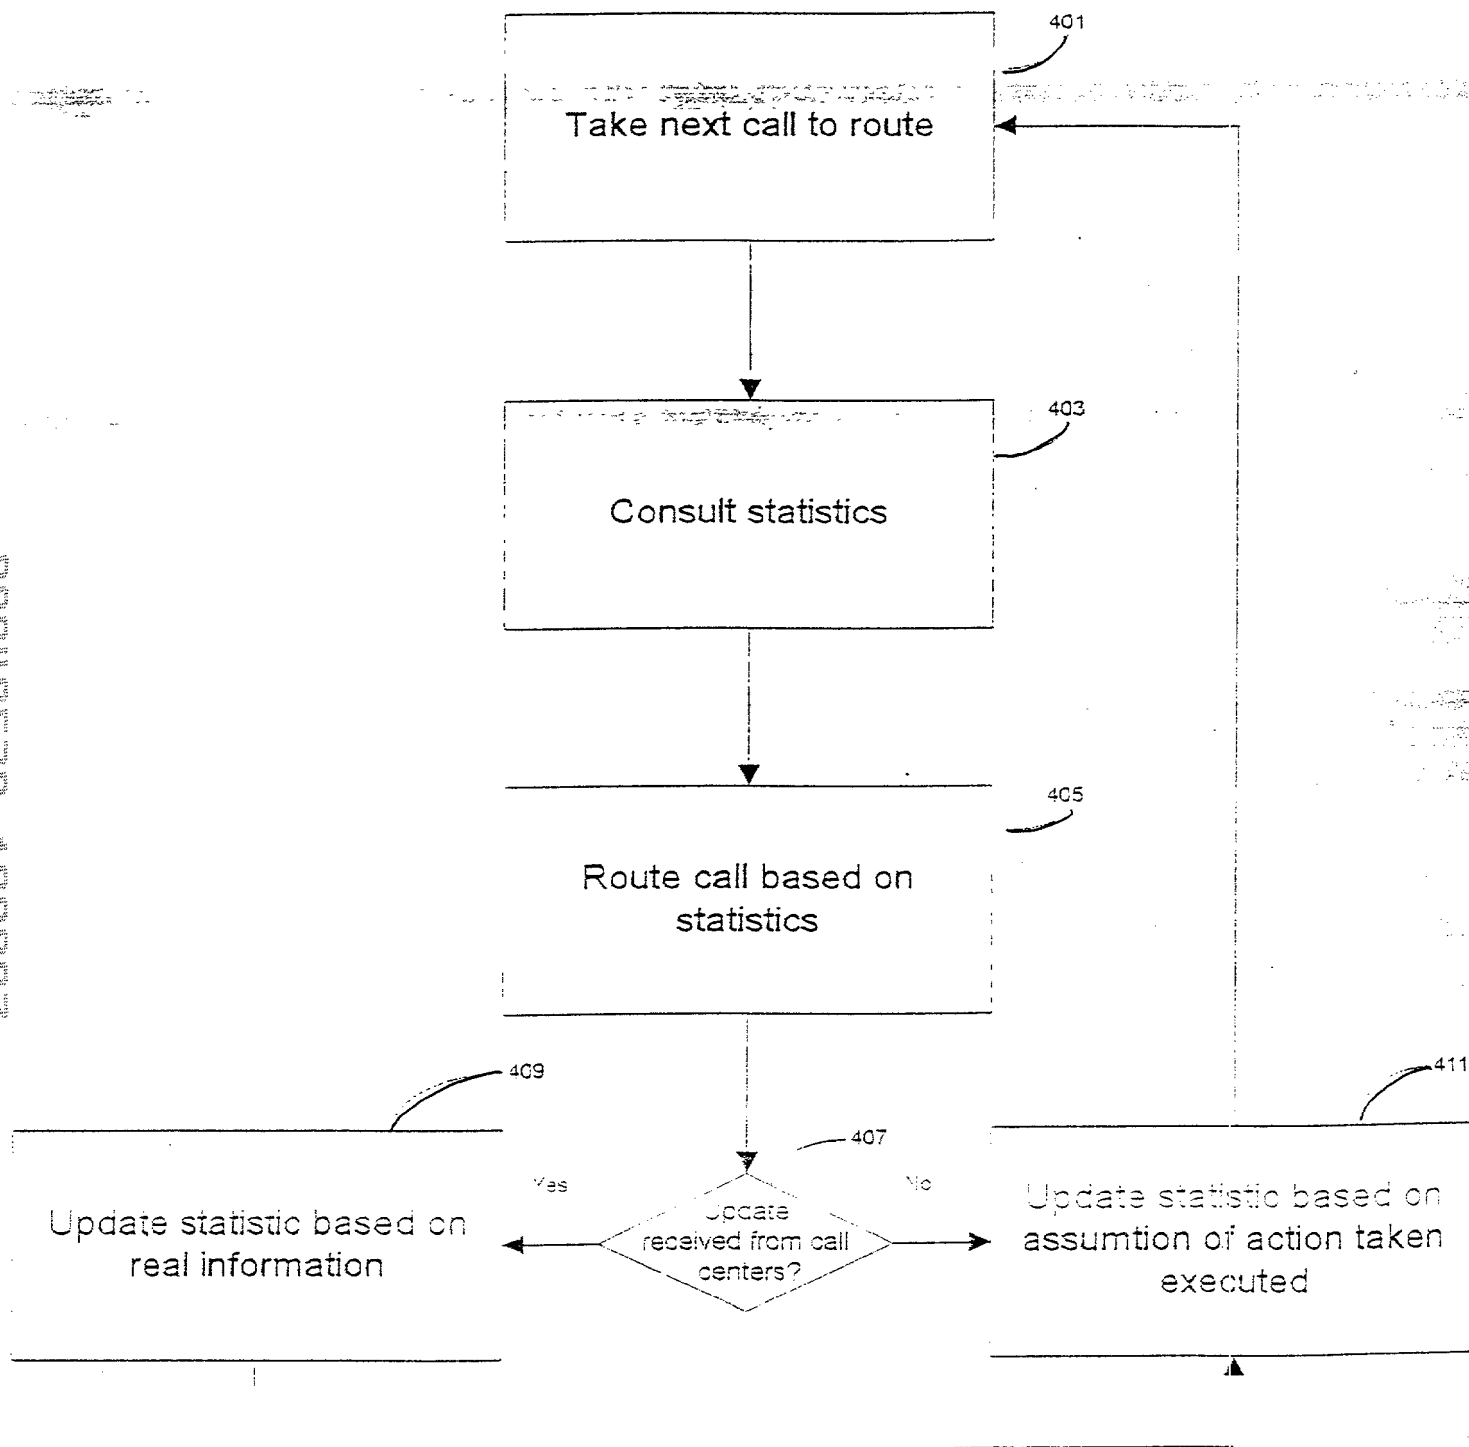 401
Take next call to route
403
Consult statistics
405
Route call based on
statistics
409
411
407
Yes
No
Update
received from call
centers?
Update statistic based on
real information
Update statistic based on
assumtion of action taken
executed